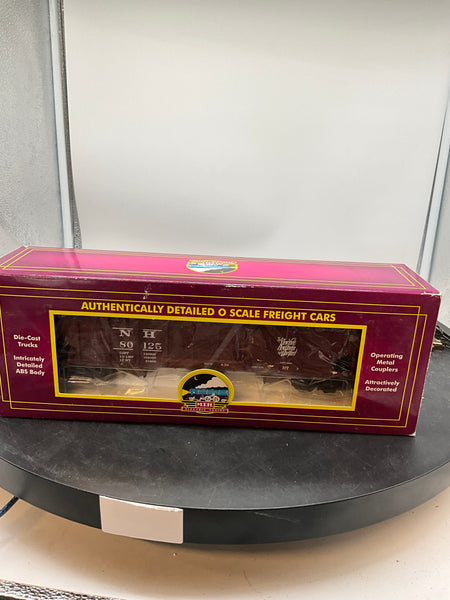 AUTHENTICALLY DETAILED O SCALE FREIGHT CARS
Die-Cast
Trucks
Intricately
Detailed
ABS Body
N H
80125
Operating
Metal
Couplers
Attractively
Decorated
M.T.H.